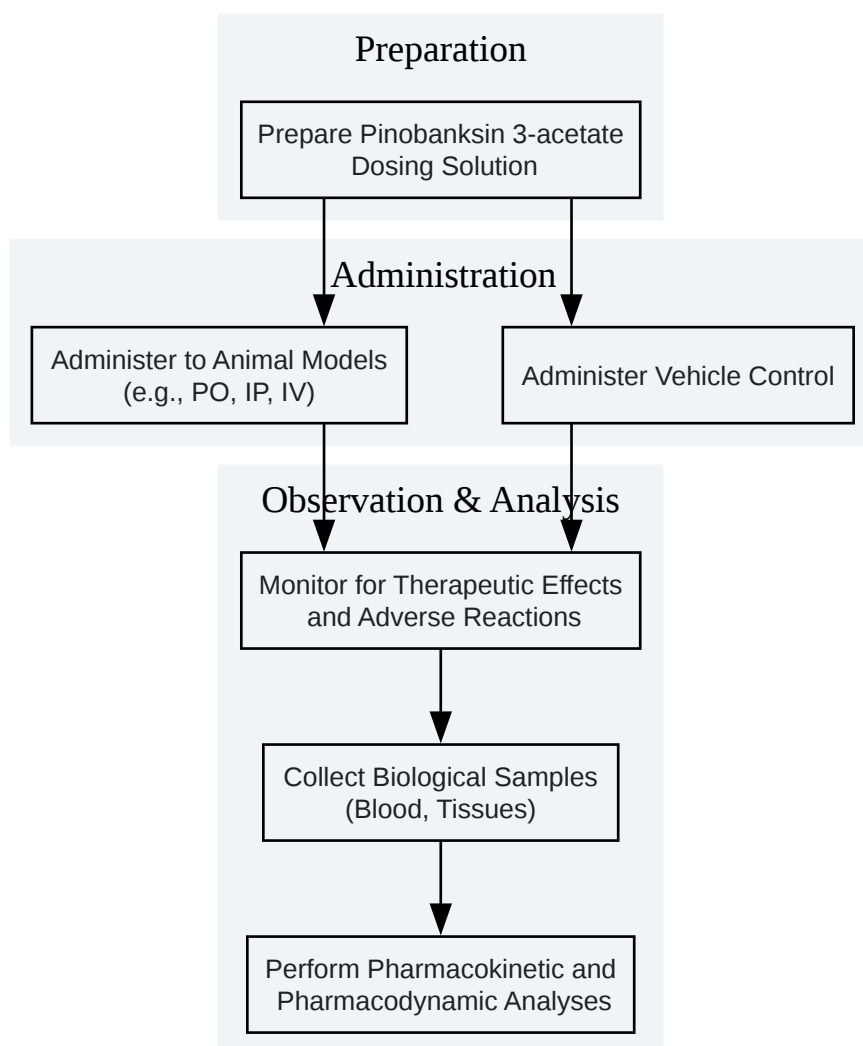 Preparation
Prepare Pinobanksin 3-acetate
Dosing Solution
Administration
Administer to Animal Models
(e.g., PO, IP, IV)
Administer Vehicle Control
Observation & Analysis
Monitor for Therapeutic Effects
and Adverse Reactions
Collect Biological Samples
(Blood, Tissues)
Perform Pharmacokinetic and
Pharmacodynamic Analyses